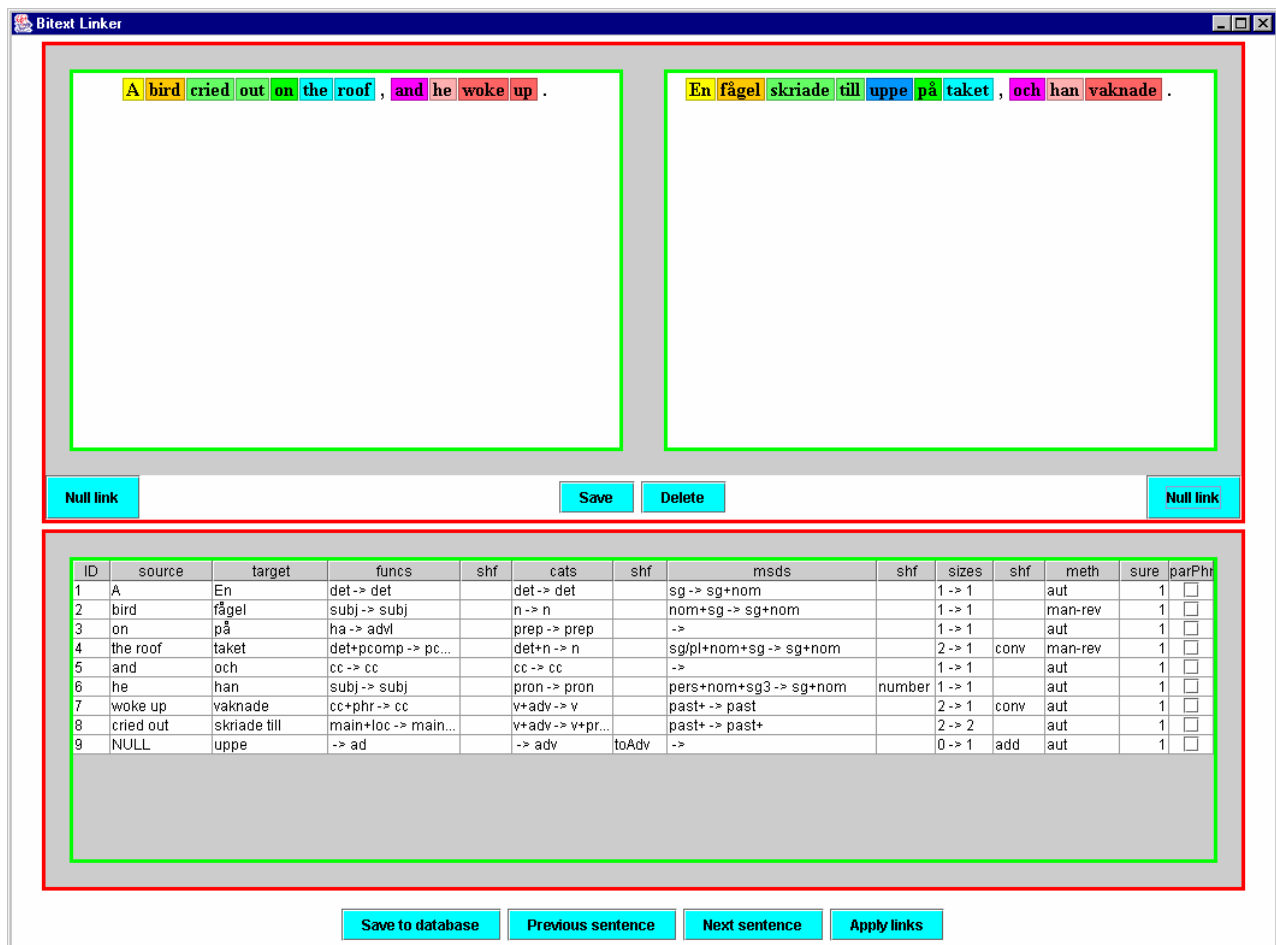 Bitext Linker
A bird cried out on the roof , and he woke up .
En fågel skriade till uppe på taket , och han vaknade .
Null link Save Delete Null link
ID source target funcs shf cats shf msds shf sizes shf meth sure parPhr
1 A En det -> det det -> det sg -> sg+nom 1 -> 1 aut 1
2 bird fågel subj -> subj n -> n nom+sg -> sg+nom 1 -> 1 man-rev 1
3 on på ha -> advl prep -> prep -> 1 -> 1 aut 1
4 the roof taket det+pcomp -> pc... det+n -> n sg/pl+nom+sg -> sg+nom 2 -> 1 conv man-rev 1
5 and och cc -> cc cc -> cc -> 1 -> 1 aut 1
6 he han subj -> subj pron -> pron pers+nom+sg3 -> sg+nom number 1 -> 1 aut 1
7 woke up vaknade cc+phr -> cc v+adv -> v past+ -> past 2 -> 1 conv aut 1
8 cried out skriade till main+loc -> main... v+adv -> v+pr... past+ -> past+ 2 -> 2 aut 1
9 NULL uppe -> ad -> adv toAdv -> 0 -> 1 add aut 1
Save to database Previous sentence Next sentence Apply links